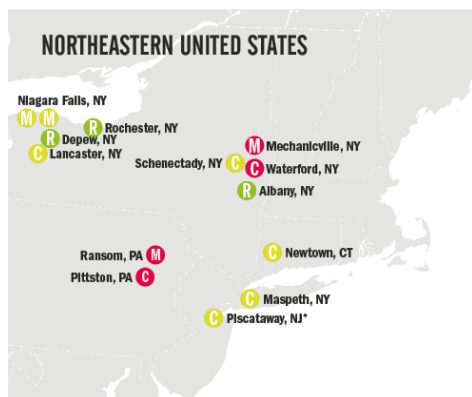 NORTHEASTERN UNITED STATES
Niagara Falls, NY
M M
R Rochester, NY
R Depew, NY
C Lancaster, NY
M Mechanicville, NY
Schenectady, NY C
C Waterford, NY
R Albany, NY
Ransom, PA M
C Newtown, CT
Pittston, PA C
C Maspeth, NY
C Piscataway, NJ*